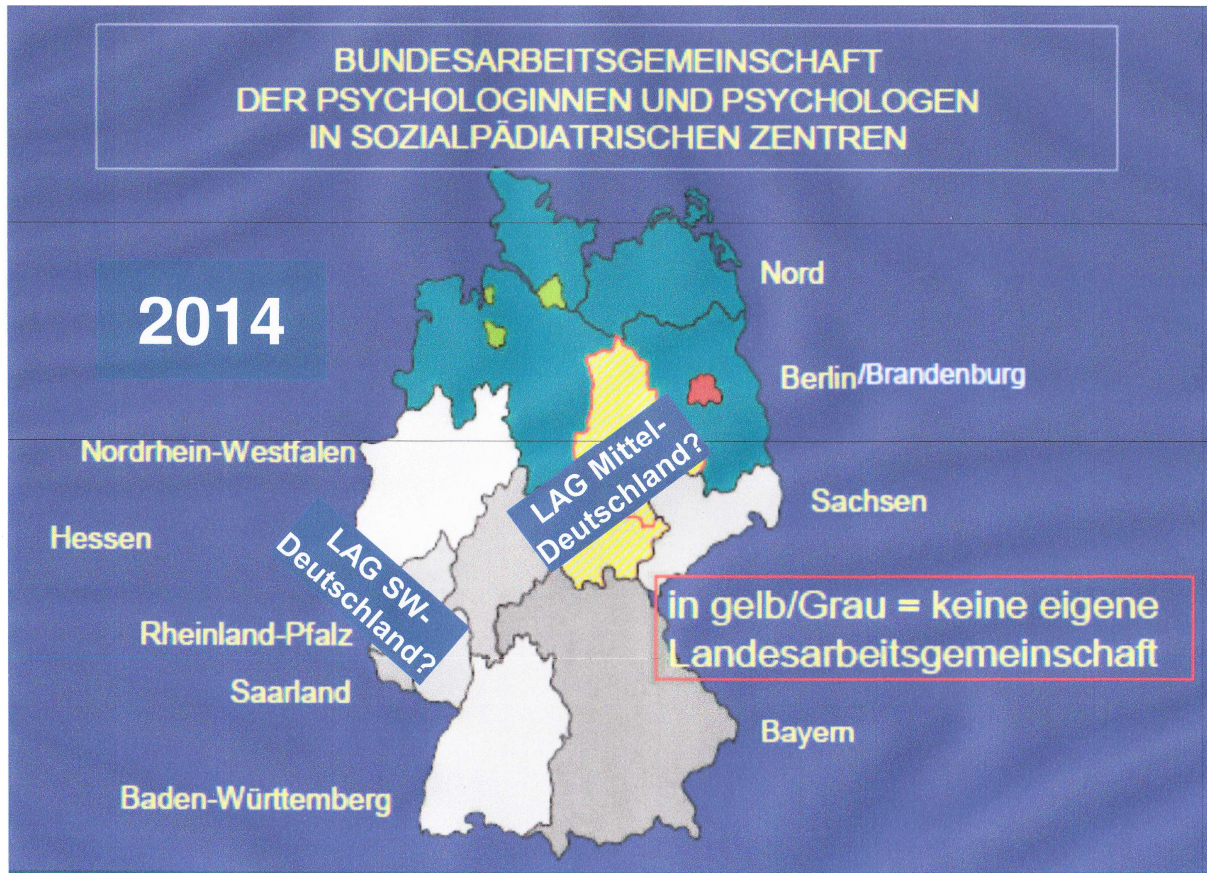 BUNDESARBEITSGEMEINSCHAFT
DER PSYCHOLOGINNEN UND PSYCHOLOGEN
IN SOZIALPÄDIATRISCHEN ZENTREN
2014
Nord
Berlin/Brandenburg
Nordrhein-Westfalen
LAG Mittel-
Deutschland?
Sachsen
Hessen
LAG SW-
Deutschland?
in gelb/Grau = keine eigene
Landesarbeitsgemeinschaft
Rheinland-Pfalz
Saarland
Bayern
Baden-Württemberg